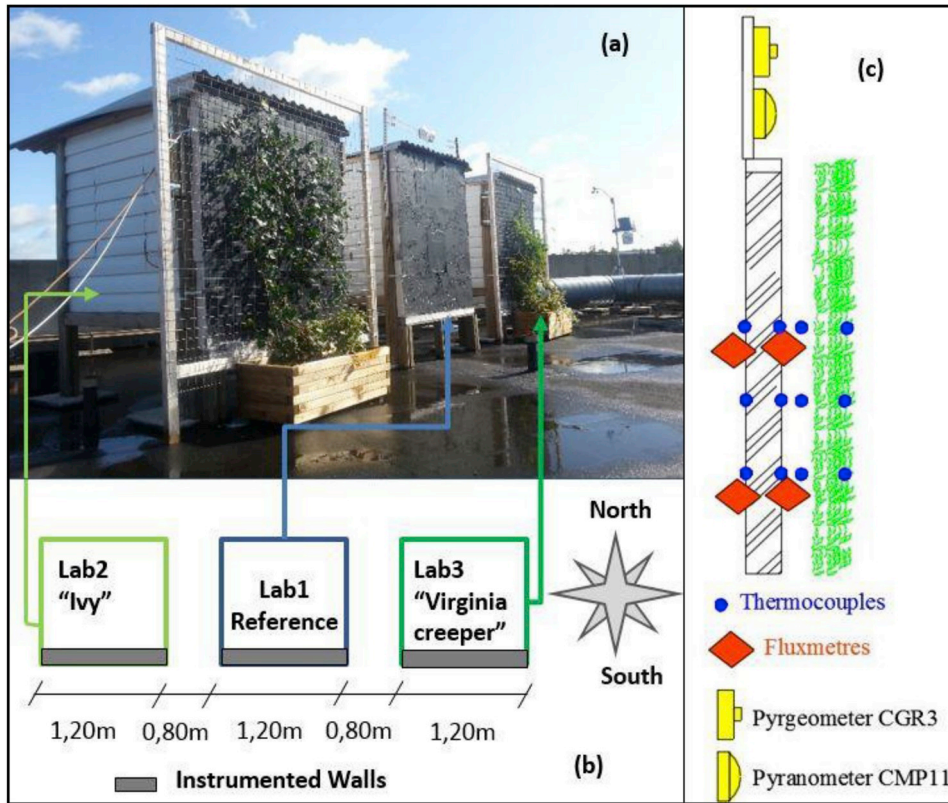 (a)
(c)
North
Lab2
“Ivy”
Lab1
Reference
Lab3
“Virginia
creeper”
South
1,20m
0,80m
1,20m
0,80m
1,20m
Instrumented Walls
(b)
Thermocouples
Fluxmetres
Pyrgeometer CGR3
Pyranometer CMP11